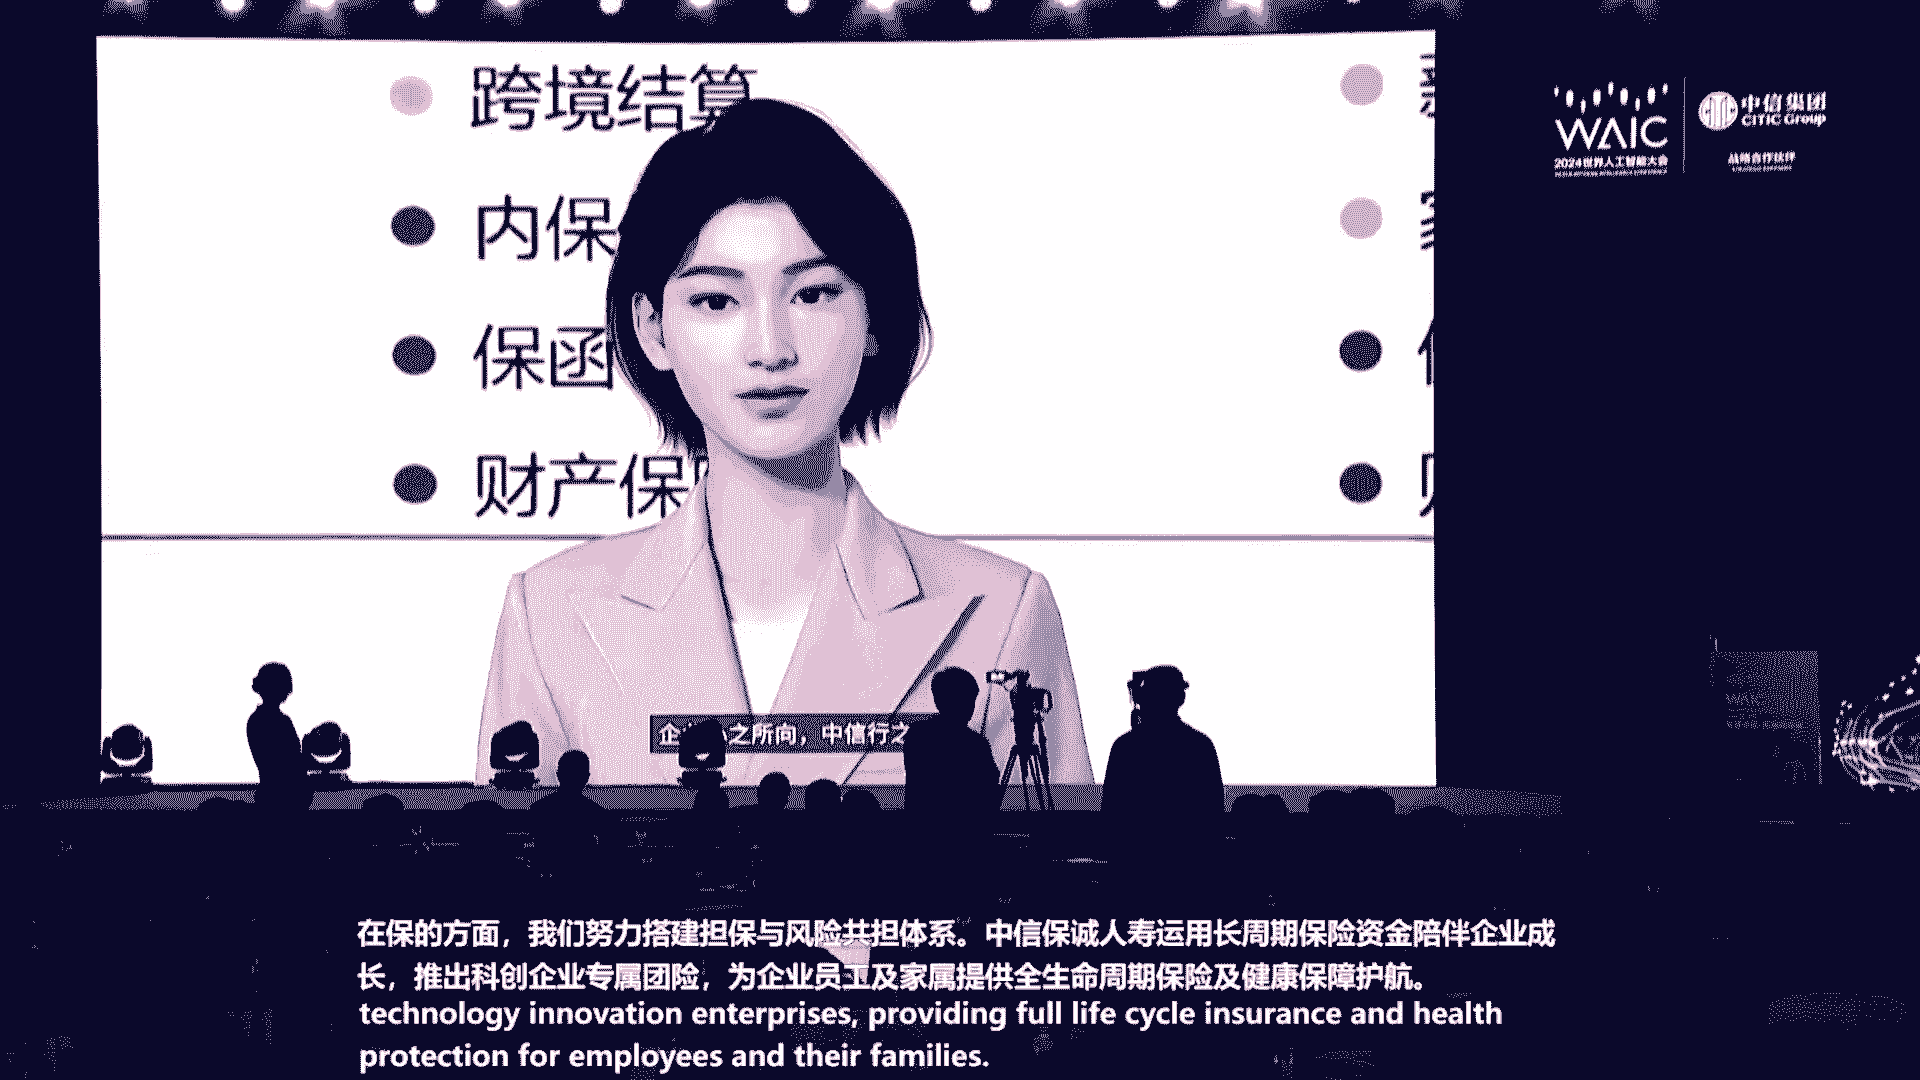 跨境结算
内保
保函
财产保
WAIC
2024世界人工智能大会
中信集团
CITIC Group
战略合作伙伴
之所向，中信行之
在保的方面，我们努力搭建担保与风险共担体系。中信保诚人寿运用长周期保险资金陪伴企业成
长，推出科创企业专属团险，为企业员工及家属提供全生命周期保险及健康保障护航。
technology innovation enterprises, providing full life cycle insurance and health
protection for employees and their families.